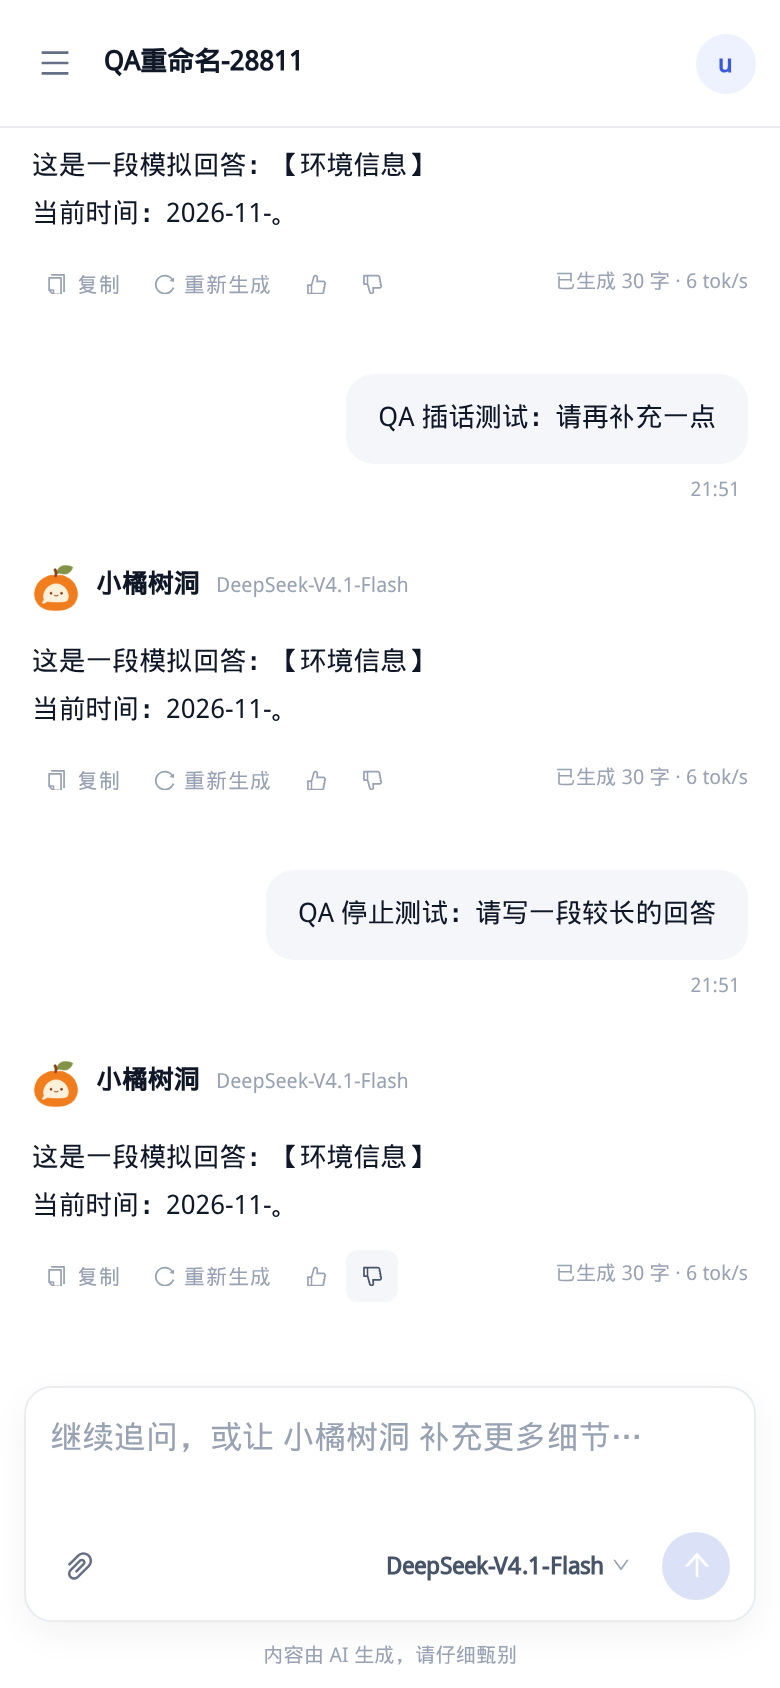 QA重命名-28811
u
这是一段模拟回答：【环境信息】
当前时间：2026-11-。
复制 重新生成 已生成 30 字 · 6 tok/s
QA 插话测试：请再补充一点
21:51
小橘树洞 DeepSeek-V4.1-Flash
这是一段模拟回答：【环境信息】
当前时间：2026-11-。
复制 重新生成 已生成 30 字 · 6 tok/s
QA 停止测试：请写一段较长的回答
21:51
小橘树洞 DeepSeek-V4.1-Flash
这是一段模拟回答：【环境信息】
当前时间：2026-11-。
复制 重新生成 已生成 30 字 · 6 tok/s
继续追问，或让 小橘树洞 补充更多细节…
DeepSeek-V4.1-Flash
内容由 AI 生成，请仔细甄别